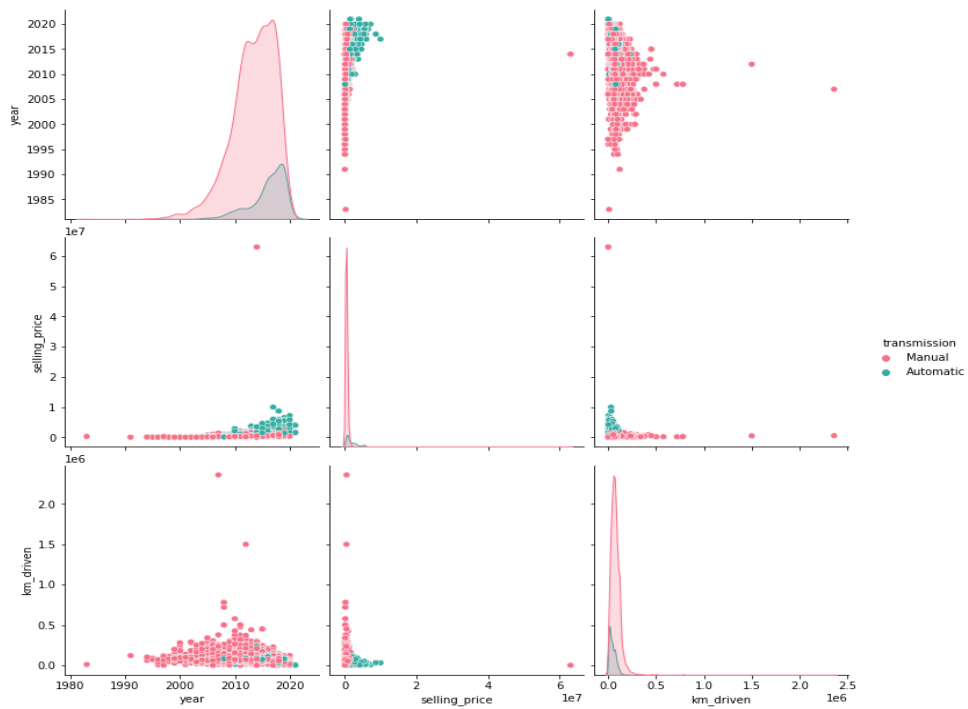 2020
2015
2010
2005
2000
1995
1990
1985
year
1e7
6
5
4
3
2
1
0
selling_price
transmission
Manual
Automatic
1e6
2.0
1.5
1.0
0.5
0.0
km_driven
1980 1990 2000 2010 2020
year
0 2 4 6
1e7
selling_price
0.0 0.5 1.0 1.5 2.0 2.5
1e6
km_driven